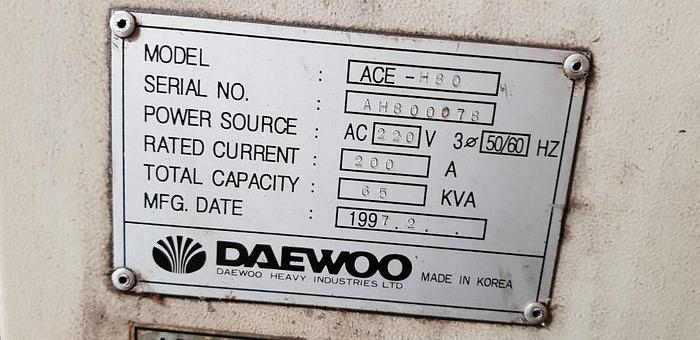 MODEL : ACE-H80
SERIAL NO. : AH800078
POWER SOURCE : AC 220 V 3ø 50/60 HZ
RATED CURRENT : 200 A
TOTAL CAPACITY : 65 KVA
MFG. DATE : 1997.2..
DAEWOO
DAEWOO HEAVY INDUSTRIES LTD MADE IN KOREA